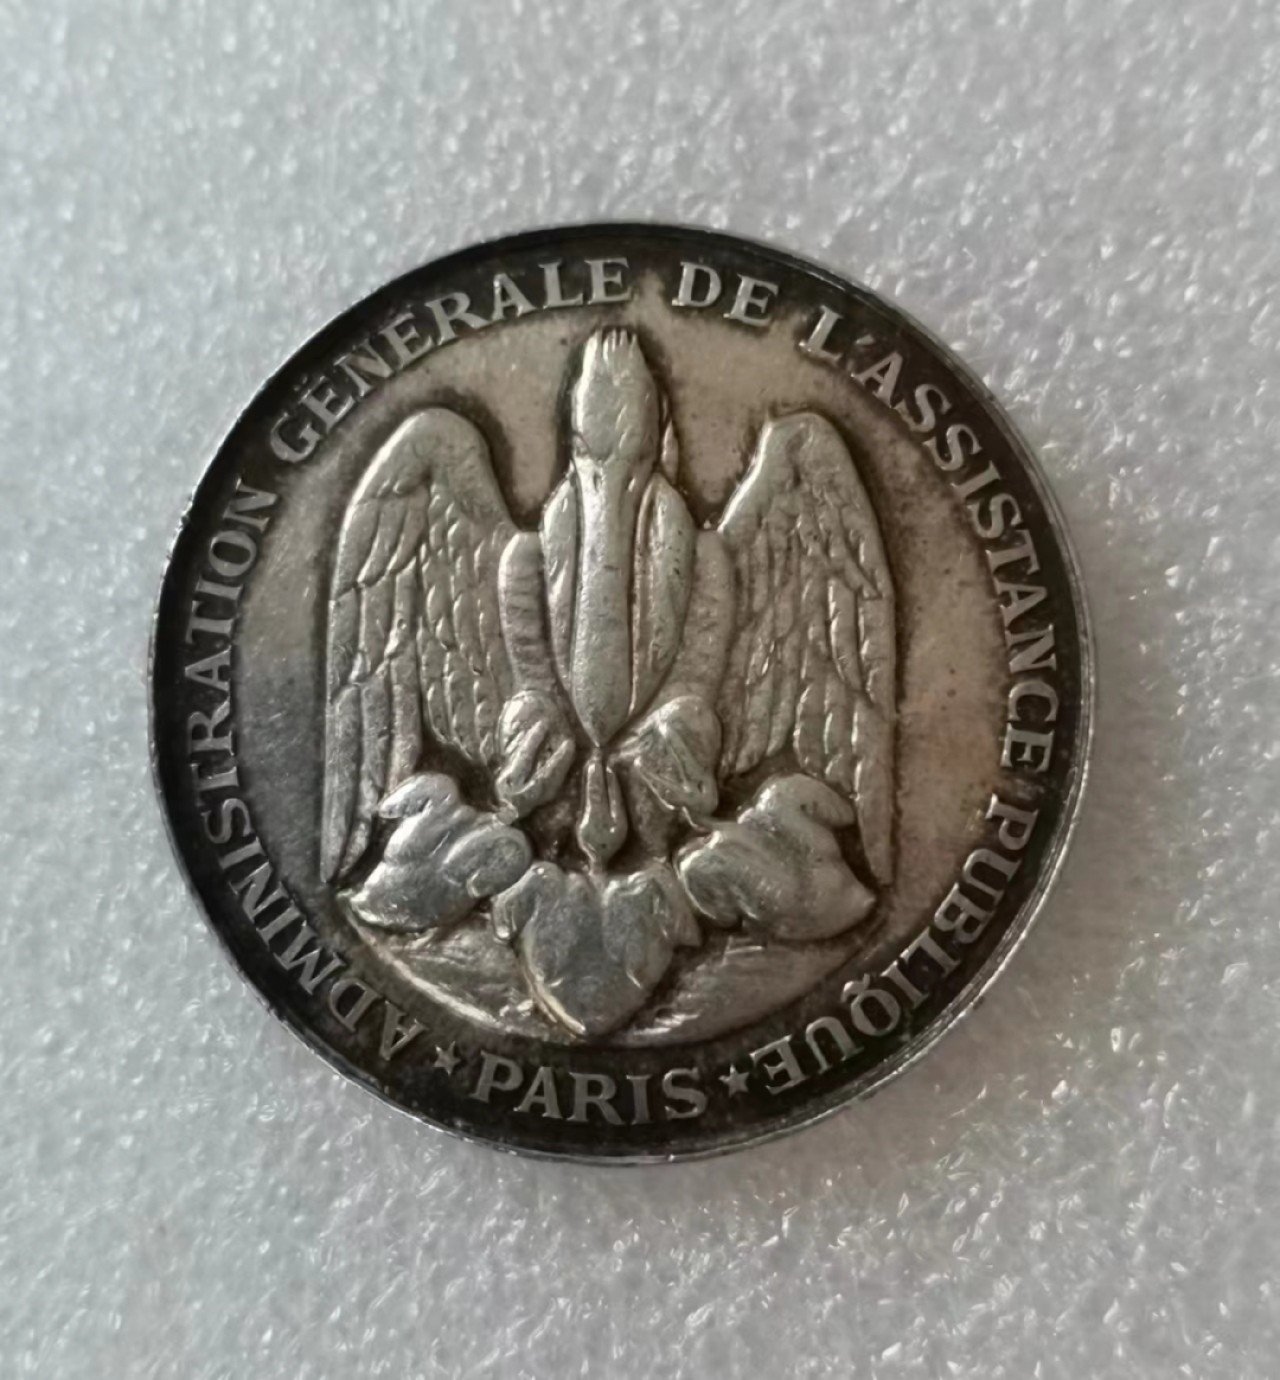 ADMINISTRATION GÉNÉRALE DE L'ASSISTANCE PUBLIQUE
★ PARIS ★